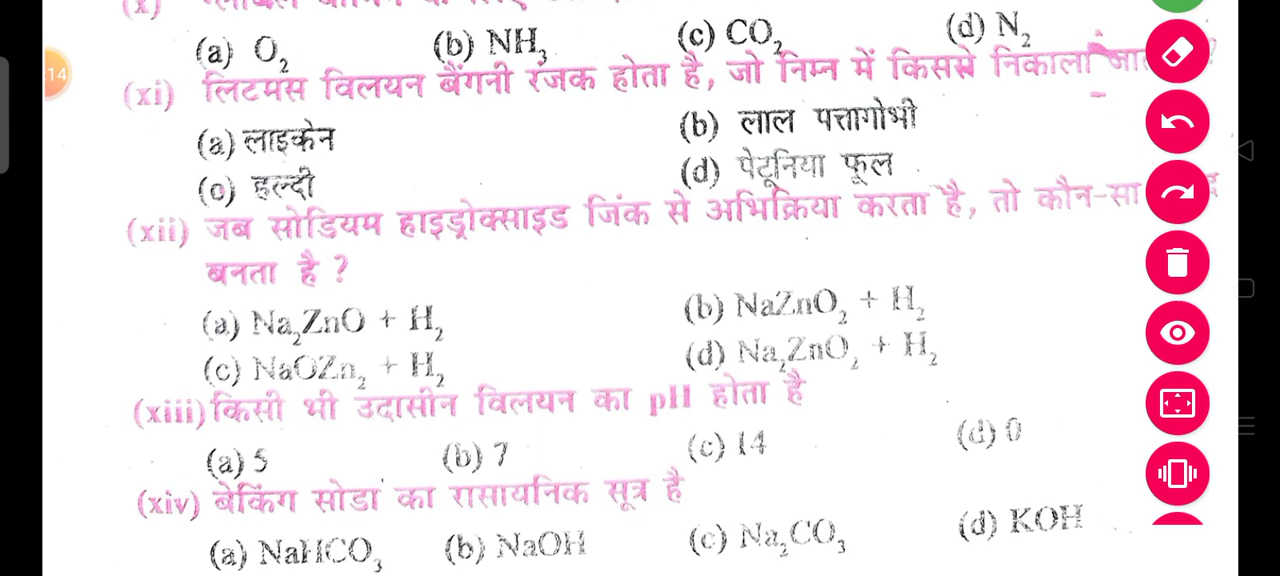 (a) O₂ (b) NH₃ (c) CO₂ (d) N₂
14
(xi) लिटमस विलयन बैंगनी रंजक होता है, जो निम्न में किससे निकाला
(a) लाइकेन (b) लाल पत्तागोभी
(c) हल्दी (d) पेटूनिया फूल
(xii) जब सोडियम हाइड्रोक्साइड जिंक से अभिक्रिया करता है, तो कौन-सा
बनता है ?
(a) Na₂ZnO + H₂ (b) NaZnO₂ + H₂
(c) NaOZn₂ + H₂ (d) Na₂ZnO₂ + H₂
(xiii) किसी भी उदासीन विलयन का pH होता है
(a) 5 (b) 7 (c) 14 (d) 0
(xiv) बेकिंग सोडा का रासायनिक सूत्र है
(a) NaHCO₃ (b) NaOH (c) Na₂CO₃ (d) KOH